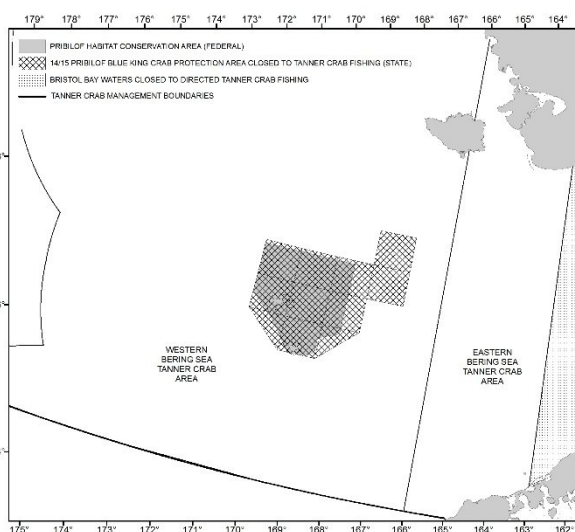 179° 178° 177° 176° 175° 174° 173° 172° 171° 170° 169° 168° 167° 166° 165° 164° 163°
PRIBILOF HABITAT CONSERVATION AREA (FEDERAL)
14/15 PRIBILOF BLUE KING CRAB PROTECTION AREA CLOSED TO TANNER CRAB FISHING (STATE)
BRISTOL BAY WATERS CLOSED TO DIRECTED TANNER CRAB FISHING
TANNER CRAB MANAGEMENT BOUNDARIES
WESTERN
BERING SEA
TANNER CRAB
AREA
EASTERN
BERING SEA
TANNER CRAB
AREA
175° 174° 173° 172° 171° 170° 169° 168° 167° 166° 165° 164° 163° 162°